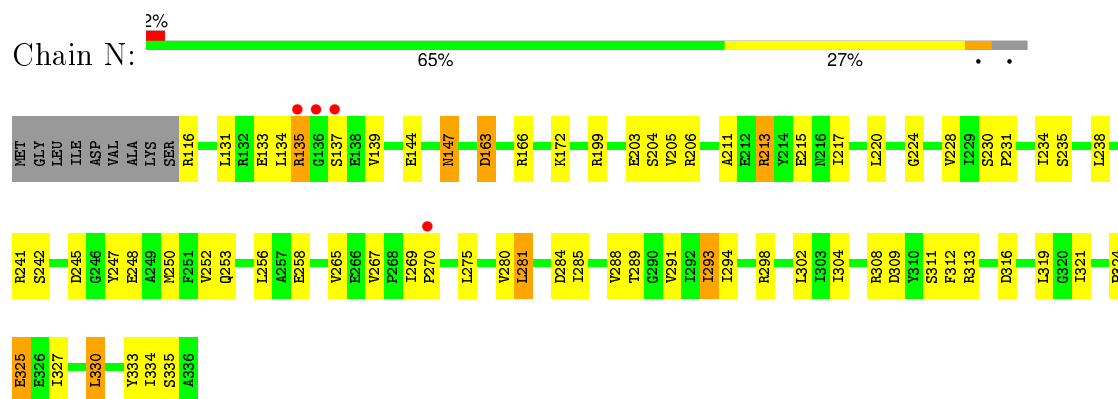 2%
Chain N:
65% 27% • •
MET GLY LEU ILE ASP VAL ALA LYS SER R116 L131 R132 E133 L134 R135 G136 S137 E138 V139 E144 N147 D163 R166 K172 R199 E203 S204 V205 R206 A211 E212 R213 Y214 E215 N216 I217 L220 G224 V228 I229 S230 P231 I234 S235 L238
R241 S242 D245 G246 Y247 E248 A249 M250 F251 V252 Q253 L256 A257 E258 V265 E266 V267 P268 I269 P270 L275 V280 L281 D284 I285 V288 T289 G290 V291 I292 I293 I294 R298 L302 I303 I304 R308 D309 Y310 S311 F312 R313 D316 L319 G320 I321
E325 E326 I327 L330 Y333 I334 S335 A336